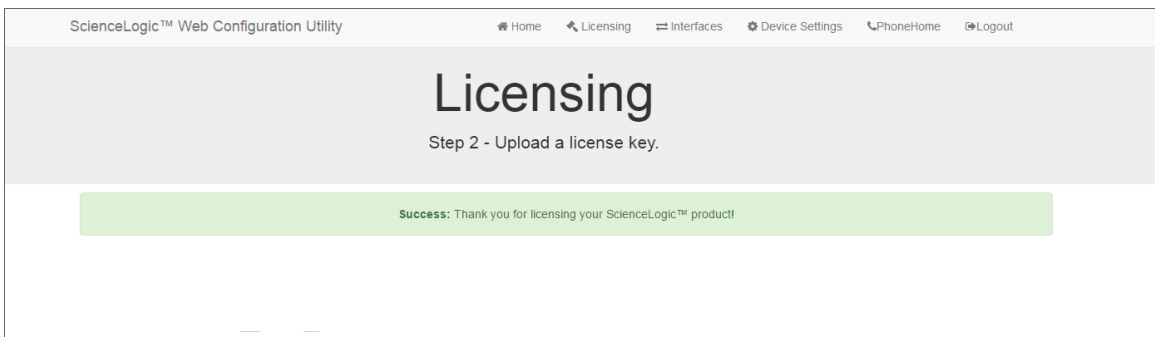 ScienceLogic™ Web Configuration Utility Home Licensing Interfaces Device Settings PhoneHome Logout
Licensing
Step 2 - Upload a license key.
Success: Thank you for licensing your ScienceLogic™ product!